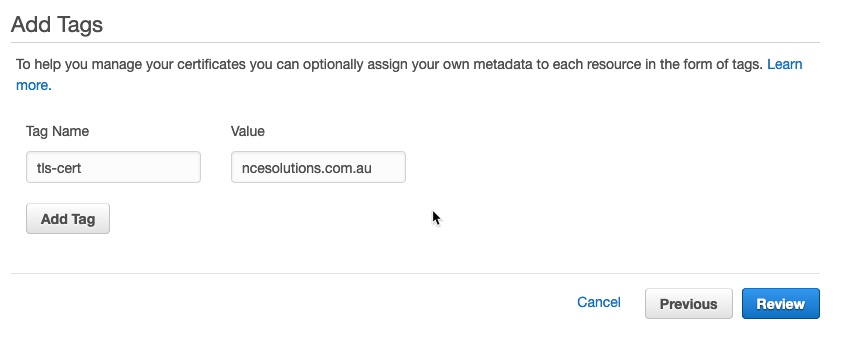 Add Tags
To help you manage your certificates you can optionally assign your own metadata to each resource in the form of tags. Learn
more.
Tag Name Value
tls-cert ncesolutions.com.au
Add Tag
Cancel Previous Review